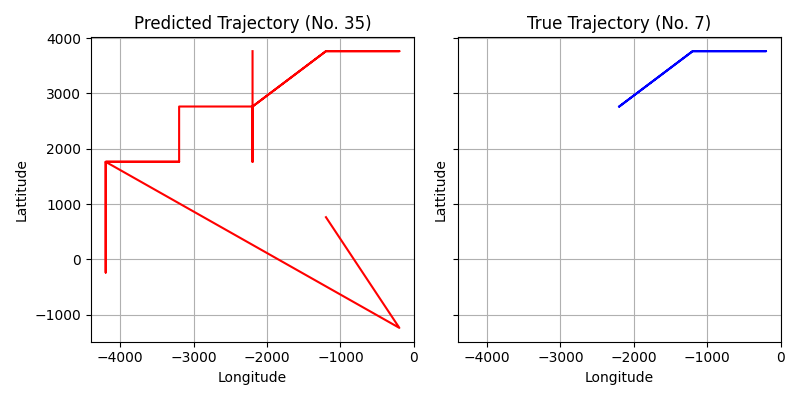 Predicted Trajectory (No. 35)
True Trajectory (No. 7)
4000
3000
2000
1000
0
−1000
Lattitude
Lattitude
−4000 −3000 −2000 −1000 0
−4000 −3000 −2000 −1000 0
Longitude
Longitude